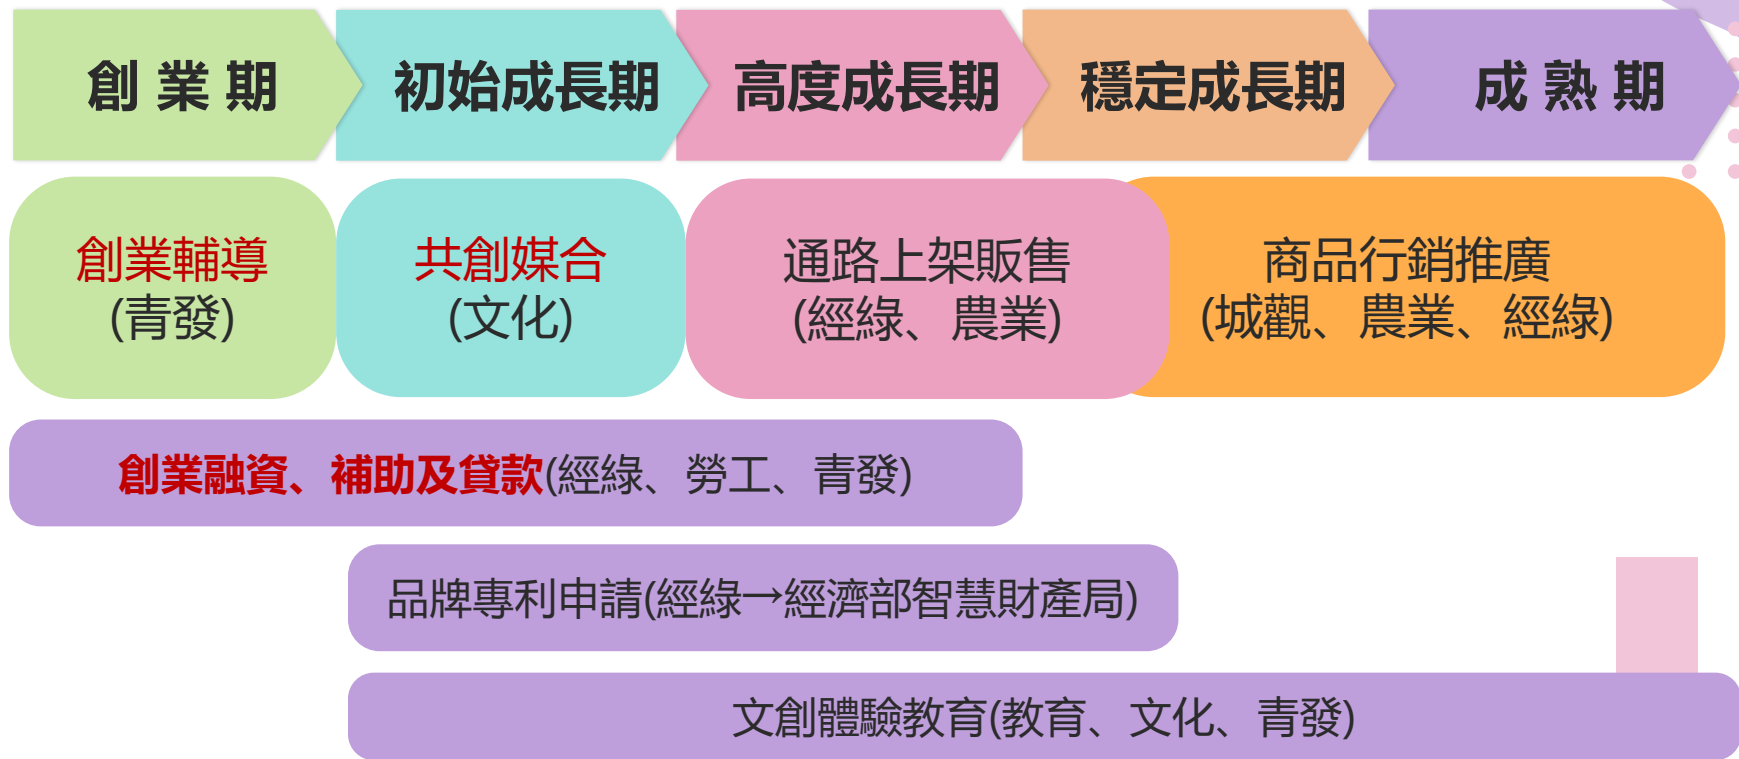 創業期
初始成長期
高度成長期
穩定成長期
成熟期
創業輔導
(青發)
共創媒合
(文化)
通路上架販售
(經綠、農業)
商品行銷推廣
(城觀、農業、經綠)
創業融資、補助及貸款(經綠、勞工、青發)
品牌專利申請(經綠→經濟部智慧財產局)
文創體驗教育(教育、文化、青發)